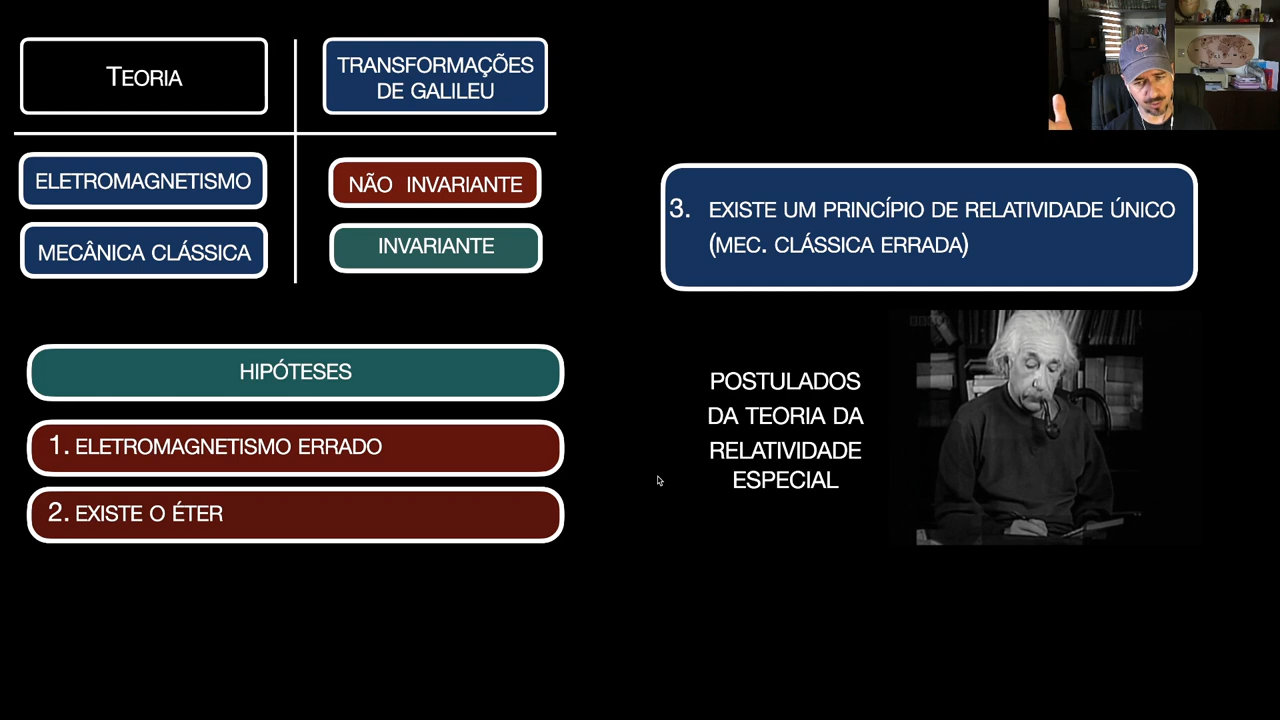 TEORIA
TRANSFORMAÇÕES
DE GALILEU
ELETROMAGNETISMO
NÃO INVARIANTE
MECÂNICA CLÁSSICA
INVARIANTE
HIPÓTESES
1. ELETROMAGNETISMO ERRADO
2. EXISTE O ÉTER
3. EXISTE UM PRINCÍPIO DE RELATIVIDADE ÚNICO
(MEC. CLÁSSICA ERRADA)
POSTULADOS
DA TEORIA DA
RELATIVIDADE
ESPECIAL
BBC